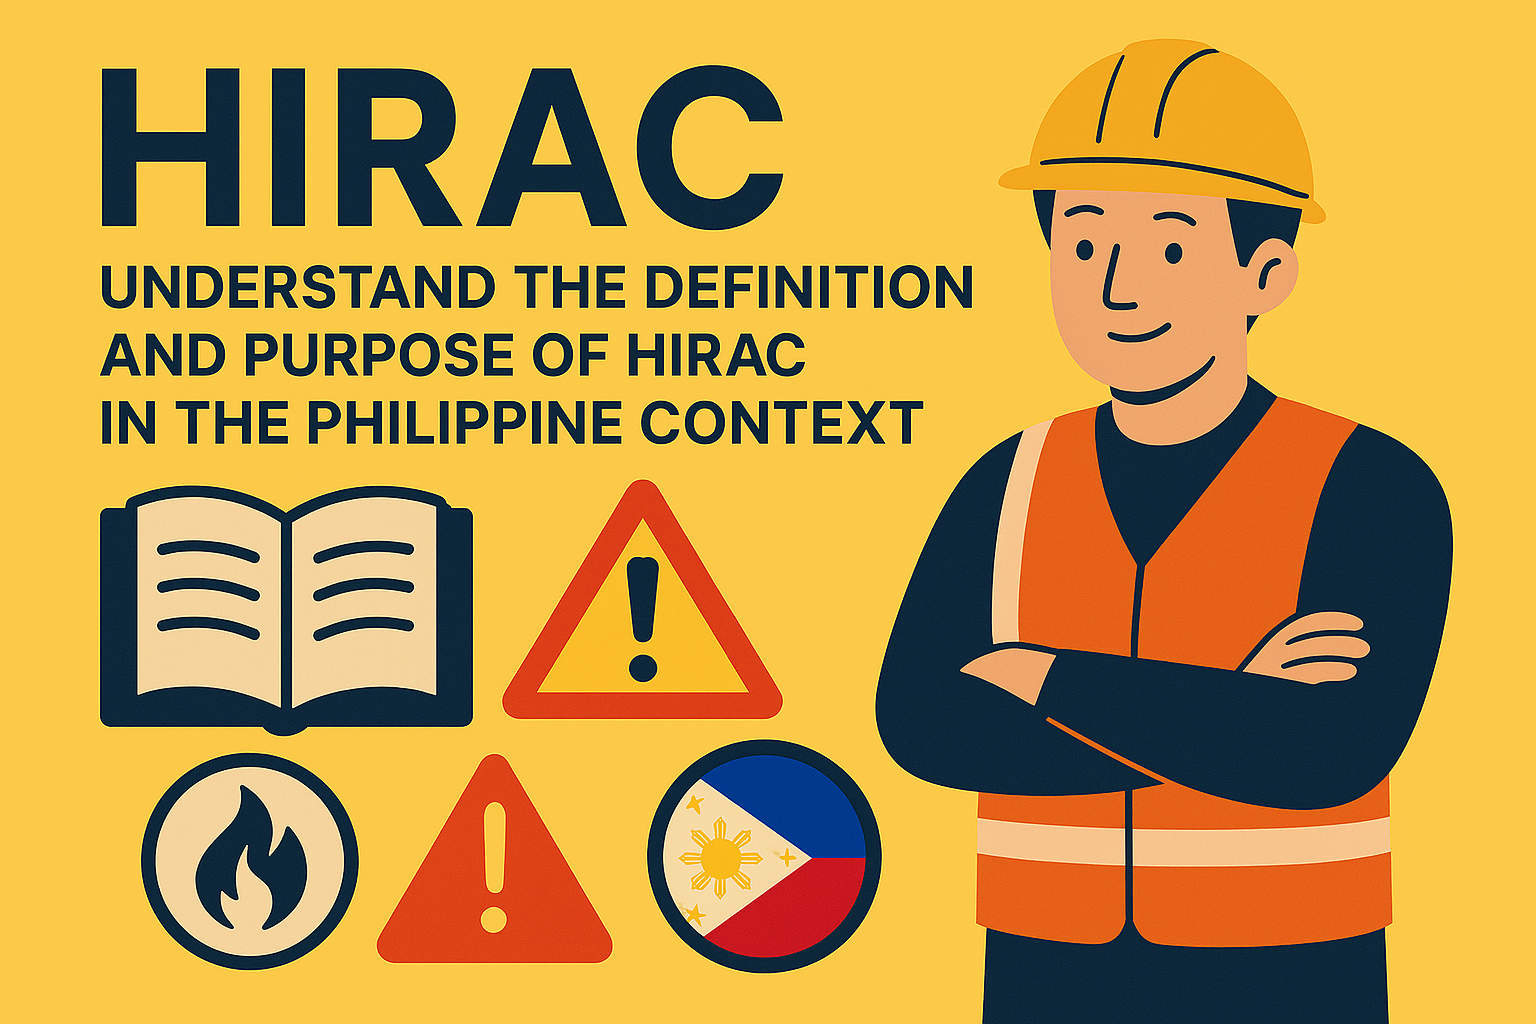 HIRAC
UNDERSTAND THE DEFINITION
AND PURPOSE OF HIRAC
IN THE PHILIPPINE CONTEXT